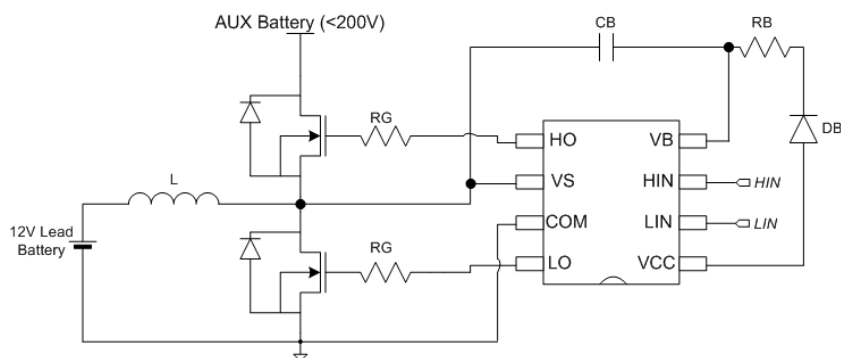 AUX Battery (<200V)
CB
RB
DB
RG
HO
VB
L
VS
HIN
HIN
12V Lead
Battery
COM
LIN
LIN
RG
LO
VCC